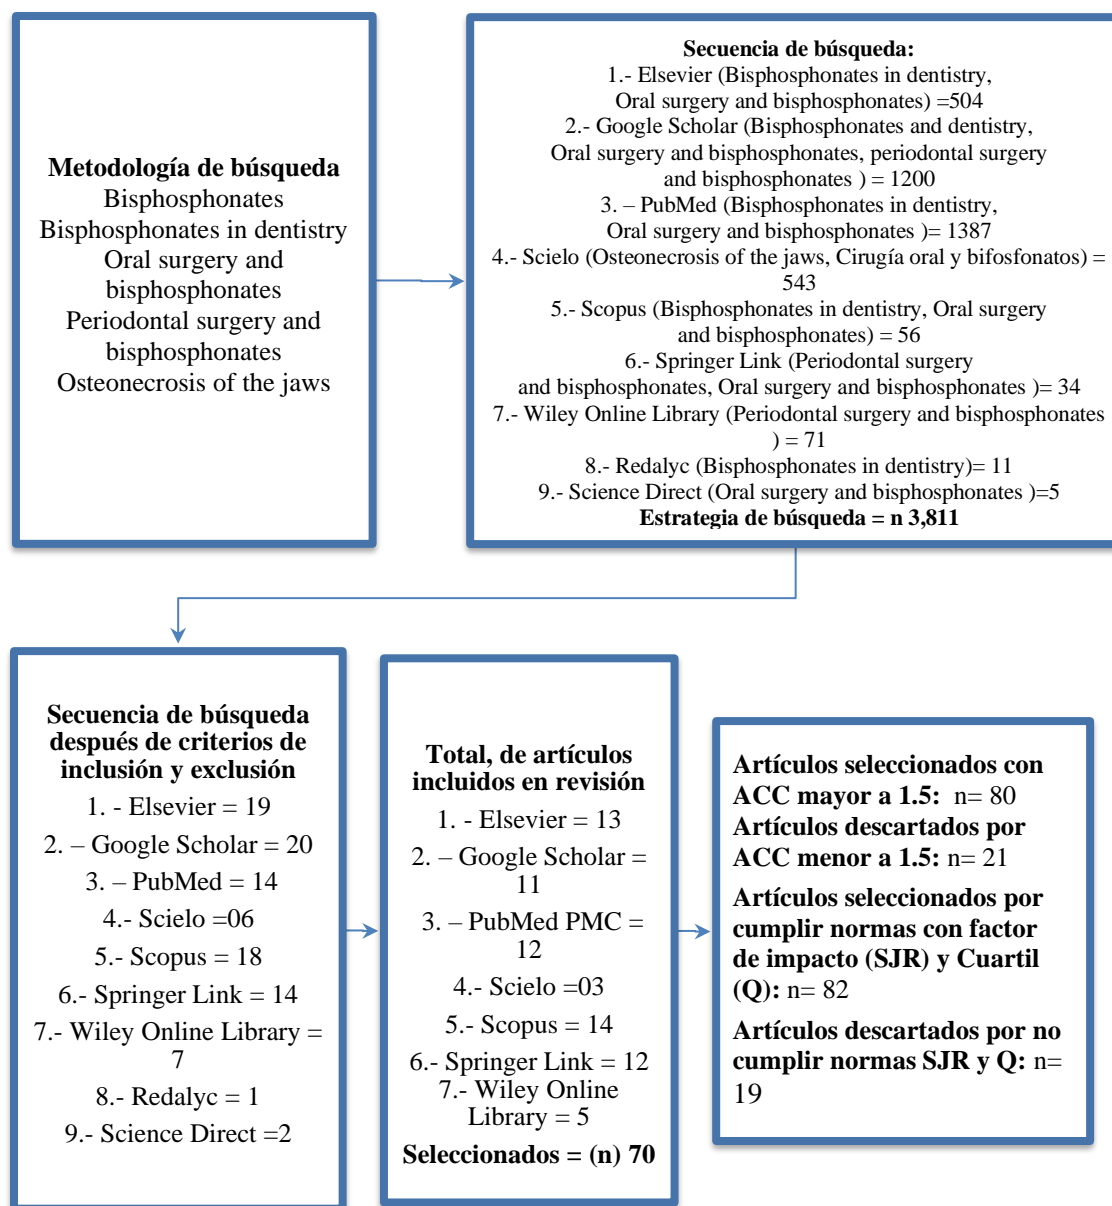 Metodología de búsqueda
Bisphosphonates
Bisphosphonates in dentistry
Oral surgery and
bisphosphonates
Periodontal surgery and
bisphosphonates
Osteonecrosis of the jaws
Secuencia de búsqueda:
1.- Elsevier (Bisphosphonates in dentistry,
Oral surgery and bisphosphonates) =504
2.- Google Scholar (Bisphosphonates and dentistry,
Oral surgery and bisphosphonates, periodontal surgery
and bisphosphonates ) = 1200
3. – PubMed (Bisphosphonates in dentistry,
Oral surgery and bisphosphonates )= 1387
4.- Scielo (Osteonecrosis of the jaws, Cirugía oral y bifosfonatos) =
543
5.- Scopus (Bisphosphonates in dentistry, Oral surgery
and bisphosphonates) = 56
6.- Springer Link (Periodontal surgery
and bisphosphonates, Oral surgery and bisphosphonates )= 34
7.- Wiley Online Library (Periodontal surgery and bisphosphonates
) = 71
8.- Redalyc (Bisphosphonates in dentistry)= 11
9.- Science Direct (Oral surgery and bisphosphonates )=5
Estrategia de búsqueda = n 3,811
Secuencia de búsqueda
después de criterios de
inclusión y exclusión
1. - Elsevier = 19
2. – Google Scholar = 20
3. – PubMed = 14
4.- Scielo =06
5.- Scopus = 18
6.- Springer Link = 14
7.- Wiley Online Library =
7
8.- Redalyc = 1
9.- Science Direct =2
Total, de artículos
incluidos en revisión
1. - Elsevier = 13
2. – Google Scholar =
11
3. – PubMed PMC =
12
4.- Scielo =03
5.- Scopus = 14
6.- Springer Link = 12
7.- Wiley Online
Library = 5
Seleccionados = (n) 70
Artículos seleccionados con
ACC mayor a 1.5: n= 80
Artículos descartados por
ACC menor a 1.5: n= 21
Artículos seleccionados por
cumplir normas con factor
de impacto (SJR) y Cuartil
(Q): n= 82
Artículos descartados por no
cumplir normas SJR y Q: n=
19